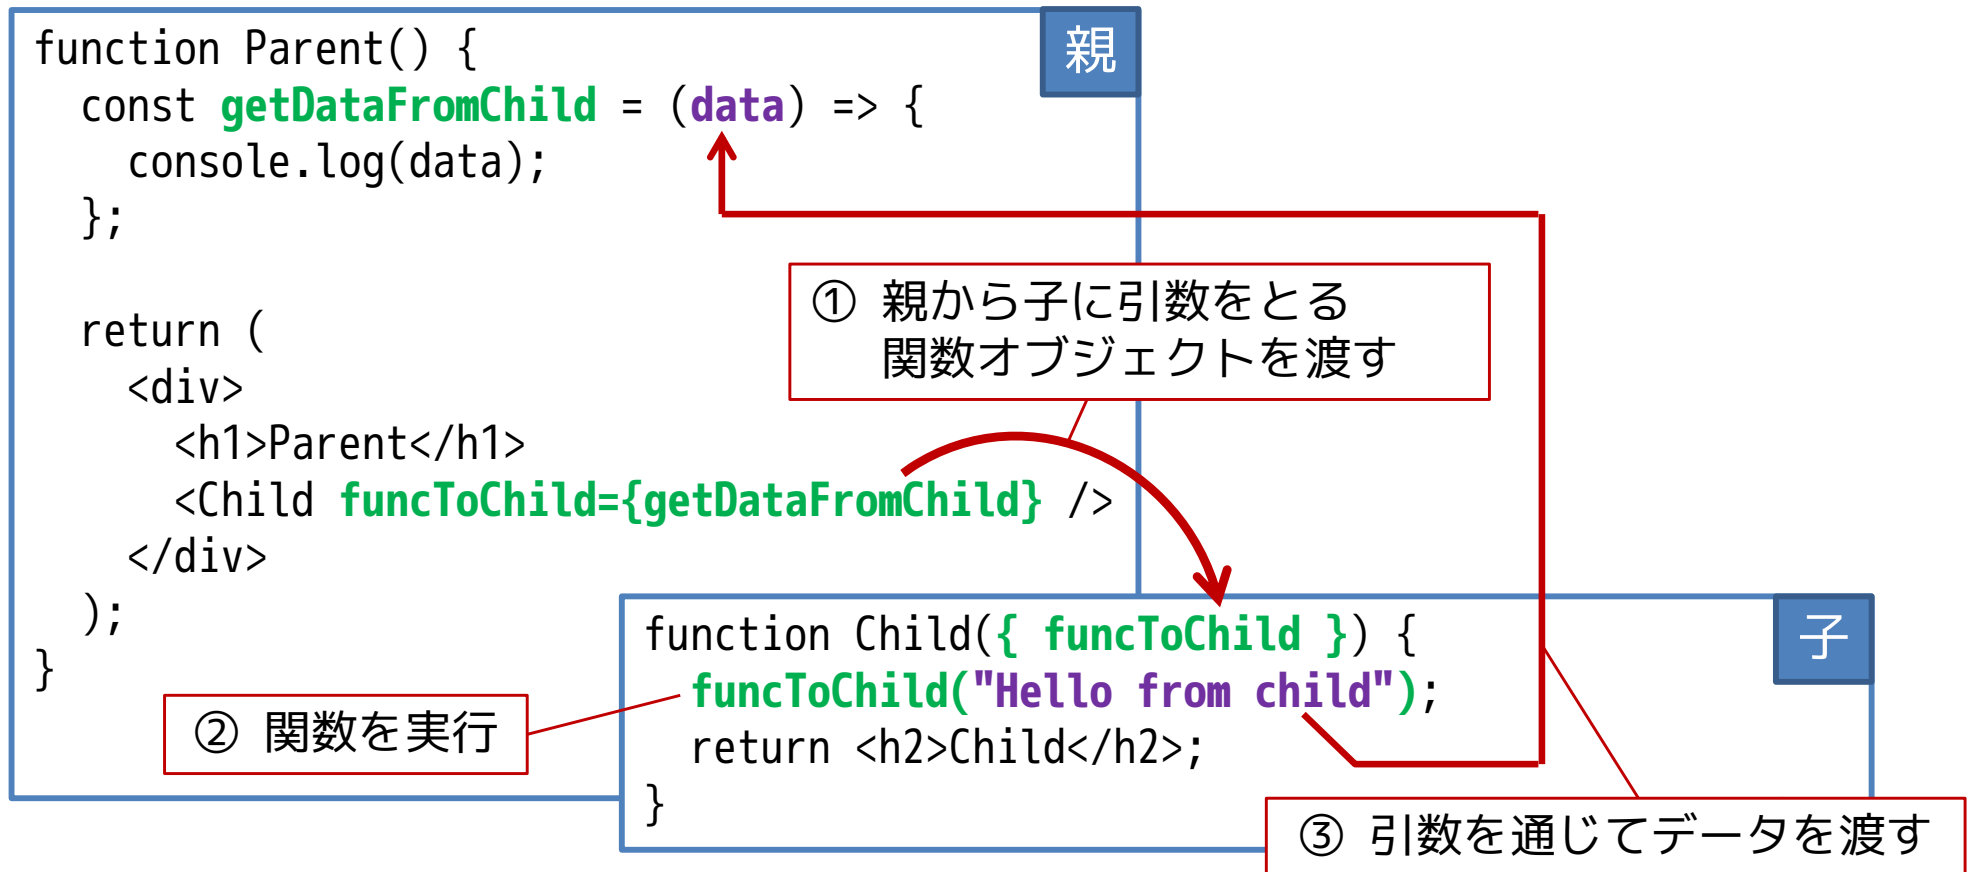 function Parent() {
親
  const getDataFromChild = (data) => {
    console.log(data);
  };
① 親から子に引数をとる
関数オブジェクトを渡す
  return (
    <div>
      <h1>Parent</h1>
      <Child funcToChild={getDataFromChild} />
    </div>
  );
}
function Child({ funcToChild }) {
子
  funcToChild("Hello from child");
② 関数を実行
  return <h2>Child</h2>;
}
③ 引数を通じてデータを渡す